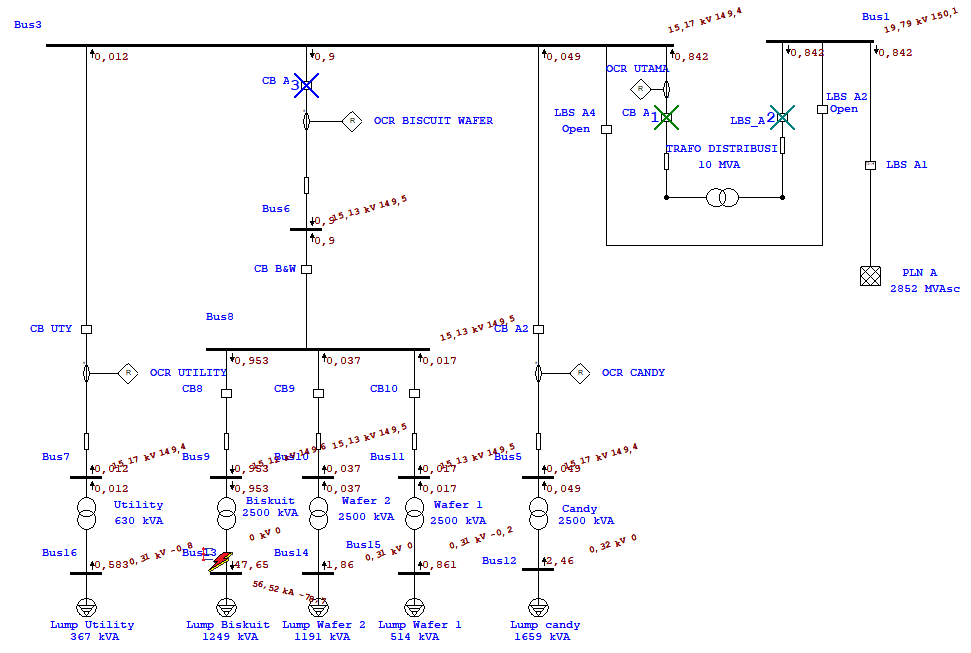 Bus3
Bus1
15,17 kV 149,4
19,79 kV 150,1
0,012
0,9
0,049
0,842
0,842
0,842
OCR UTAMA
R
CB A3
CB A1
LBS_A2
LBS A4
Open
LBS A2
Open
R
OCR BISCUIT WAFER
TRAFO DISTRIBUSI
10 MVA
LBS A1
Bus6
15,13 kV 149,5
0,9
0,9
CB B&W
PLN A
2852 MVAsc
Bus8
15,13 kV 149,5
CB UTY
CB A2
0,953
0,037
0,017
R
OCR UTILITY
R
OCR CANDY
CB8
CB9
CB10
Bus7
15,17 kV 149,4
Bus9
Bus10
15,13 kV 149,5
Bus11
15,13 kV 149,5
Bus5
15,17 kV 149,4
0,012
0,953
0,037
0,017
0,049
0,012
0,953
0,037
0,017
0,049
Utility
630 kVA
Biskuit
2500 kVA
Wafer 2
2500 kVA
Wafer 1
2500 kVA
Candy
2500 kVA
Bus16
0,31 kV -0,8
Bus13
0 kV 0
Bus14
0,31 kV 0
Bus15
0,31 kV -0,2
Bus12
0,32 kV 0
0,583
47,65
1,86
0,861
2,46
56,52 kA
Lump Utility
367 kVA
Lump Biskuit
1249 kVA
Lump Wafer 2
1191 kVA
Lump Wafer 1
514 kVA
Lump candy
1659 kVA